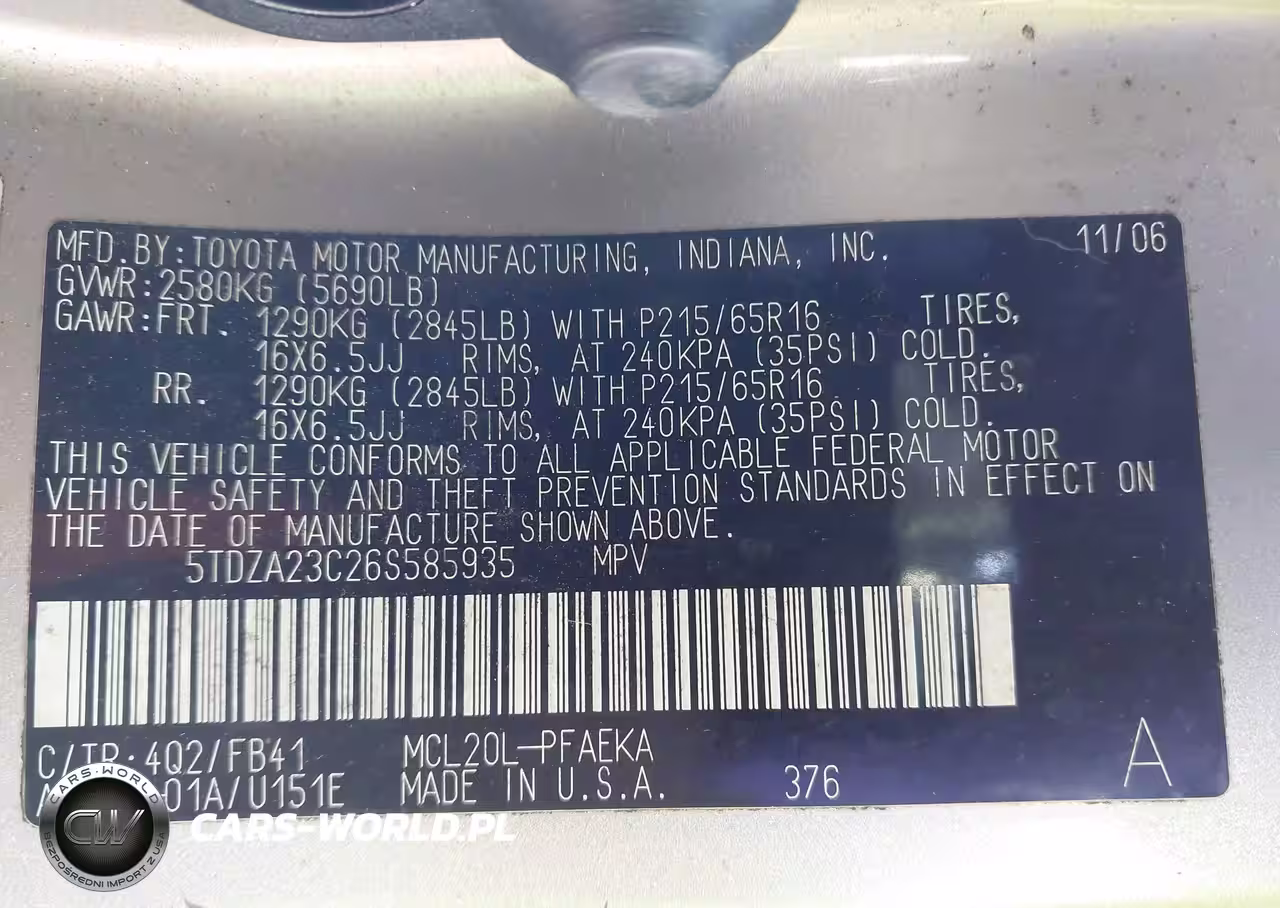 MFD.BY:TOYOTA MOTOR MANUFACTURING, INDIANA, INC. 11/06
GVWR:2580KG (5690LB)
GAWR:FRT. 1290KG (2845LB) WITH P215/65R16 TIRES,
16X6.5JJ RIMS, AT 240KPA (35PSI) COLD.
RR. 1290KG (2845LB) WITH P215/65R16 TIRES,
16X6.5JJ RIMS, AT 240KPA (35PSI) COLD.
THIS VEHICLE CONFORMS TO ALL APPLICABLE FEDERAL MOTOR
VEHICLE SAFETY AND THEFT PREVENTION STANDARDS IN EFFECT ON
THE DATE OF MANUFACTURE SHOWN ABOVE.
5TDZA23C26S585935 MPV
C/TR:4Q2/FB41 MCL20L-PFAEKA
01A/U151E MADE IN U.S.A. 376 A
CARS-WORLD
CW
BEZPOŚREDNI IMPORT Z USA
CARS-WORLD.PL